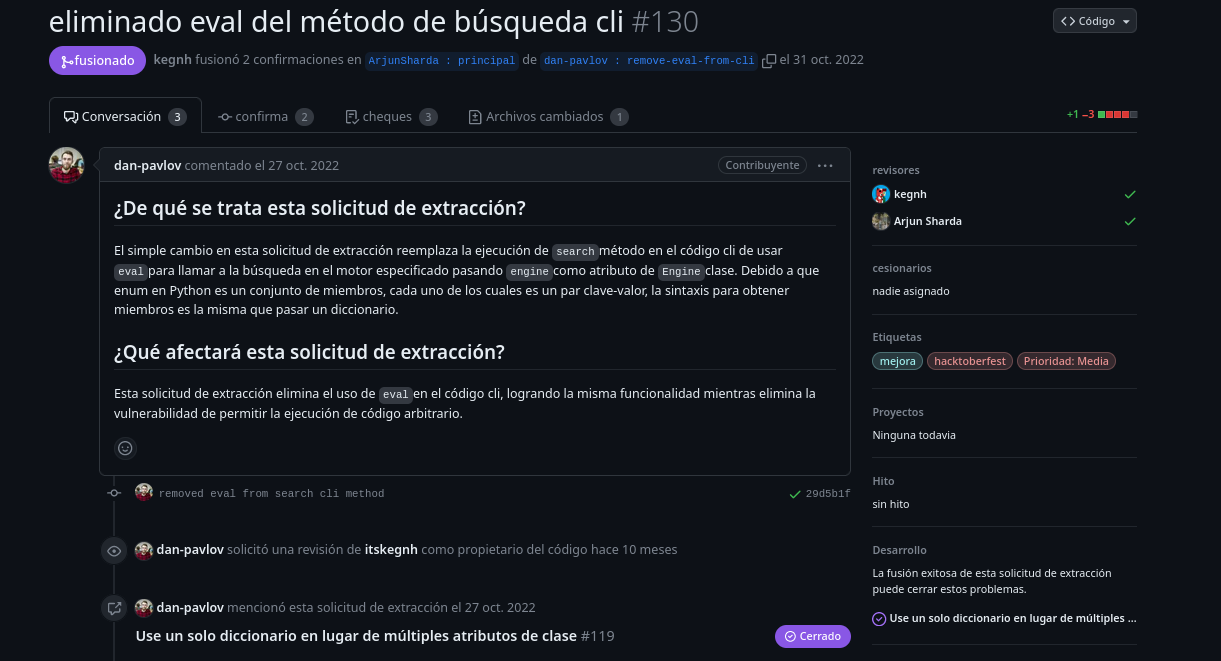 eliminado eval del método de búsqueda cli #130
Código
fusionado kegnh fusionó 2 confirmaciones en ArjunSharda : principal de dan-pavlov : remove-eval-from-cli el 31 oct. 2022
Conversación 3 confirma 2 cheques 3 Archivos cambiados 1
+1 −3
dan-pavlov comentado el 27 oct. 2022 Contribuyente
¿De qué se trata esta solicitud de extracción?
El simple cambio en esta solicitud de extracción reemplaza la ejecución de search método en el código cli de usar
eval para llamar a la búsqueda en el motor especificado pasando engine como atributo de Engine clase. Debido a que
enum en Python es un conjunto de miembros, cada uno de los cuales es un par clave-valor, la sintaxis para obtener
miembros es la misma que pasar un diccionario.
¿Qué afectará esta solicitud de extracción?
Esta solicitud de extracción elimina el uso de eval en el código cli, logrando la misma funcionalidad mientras elimina la
vulnerabilidad de permitir la ejecución de código arbitrario.
removed eval from search cli method 29d5b1f
dan-pavlov solicitó una revisión de itskegnh como propietario del código hace 10 meses
dan-pavlov mencionó esta solicitud de extracción el 27 oct. 2022
Use un solo diccionario en lugar de múltiples atributos de clase #119
Cerrado
revisores
kegnh
Arjun Sharda
cesionarios
nadie asignado
Etiquetas
mejora hacktoberfest Prioridad: Media
Proyectos
Ninguna todavia
Hito
sin hito
Desarrollo
La fusión exitosa de esta solicitud de extracción
puede cerrar estos problemas.
Use un solo diccionario en lugar de múltiples ...